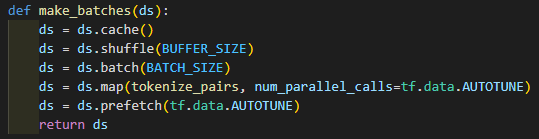 def make_batches(ds):
    ds = ds.cache()
    ds = ds.shuffle(BUFFER_SIZE)
    ds = ds.batch(BATCH_SIZE)
    ds = ds.map(tokenize_pairs, num_parallel_calls=tf.data.AUTOTUNE)
    ds = ds.prefetch(tf.data.AUTOTUNE)
    return ds